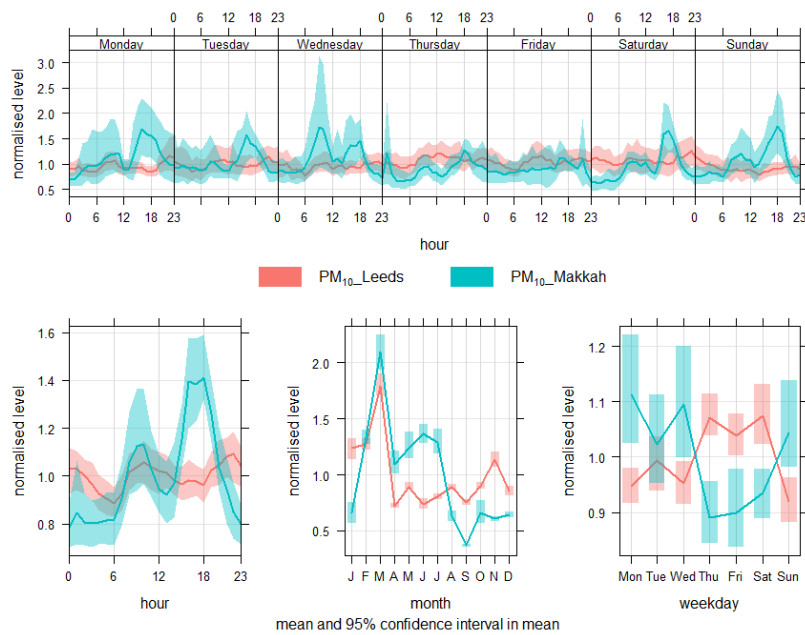 0 6 18 23 0 6 18 23 0 6 18 23
Monday Tuesday Wednesday Thursday Friday Saturday Sunday
normalised level
3.0
2.5
2.0
1.5
1.0
0.5
0 6 12 18 23 0 6 12 18 23 0 6 12 18 23 0 6 12 18 23
hour
PM10_Leeds PM10_Makkah
normalised level
1.6
1.4
1.2
1.0
0.8
0 6 12 18 23
hour
normalised level
2.0
1.5
1.0
0.5
J F M A M J J A S O N D
month
normalised level
1.2
1.1
1.0
0.9
Mon Tue Wed Thu Fri Sat Sun
weekday
mean and 95% confidence interval in mean